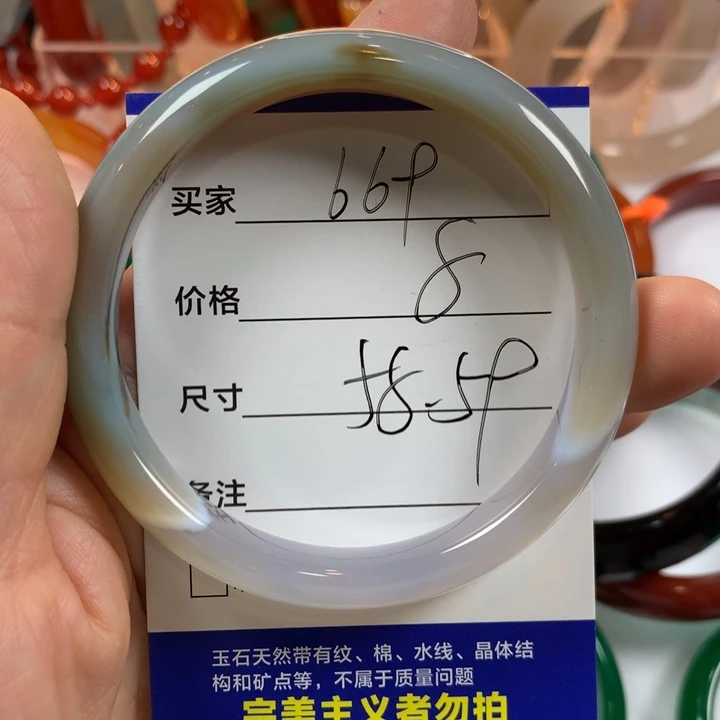 买家 669
价格 8
尺寸 58-59
备注
玉石天然带有纹、棉、水线、晶体结
构和矿点等，不属于质量问题
完美主义者勿拍